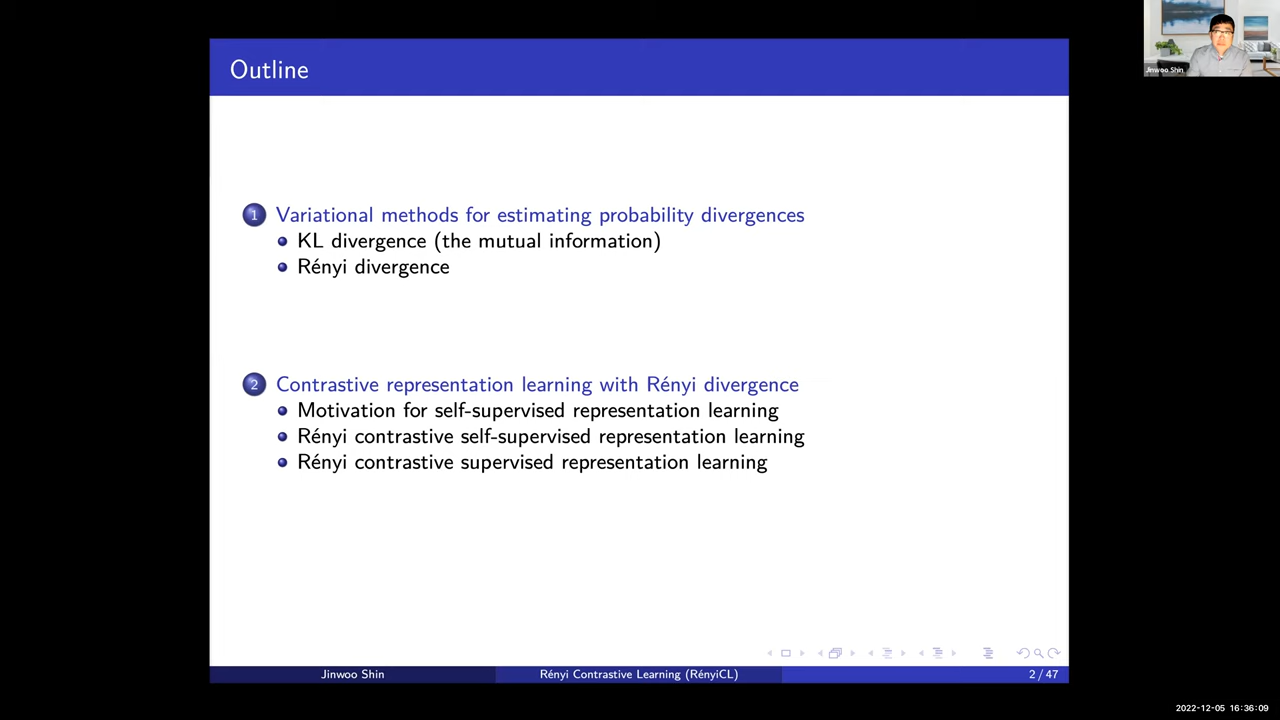 Outline
Jinwoo Shin
1 Variational methods for estimating probability divergences
KL divergence (the mutual information)
Rényi divergence
2 Contrastive representation learning with Rényi divergence
Motivation for self-supervised representation learning
Rényi contrastive self-supervised representation learning
Rényi contrastive supervised representation learning
Jinwoo Shin Rényi Contrastive Learning (RényiCL) 2 / 47
2022-12-05 16:36:09